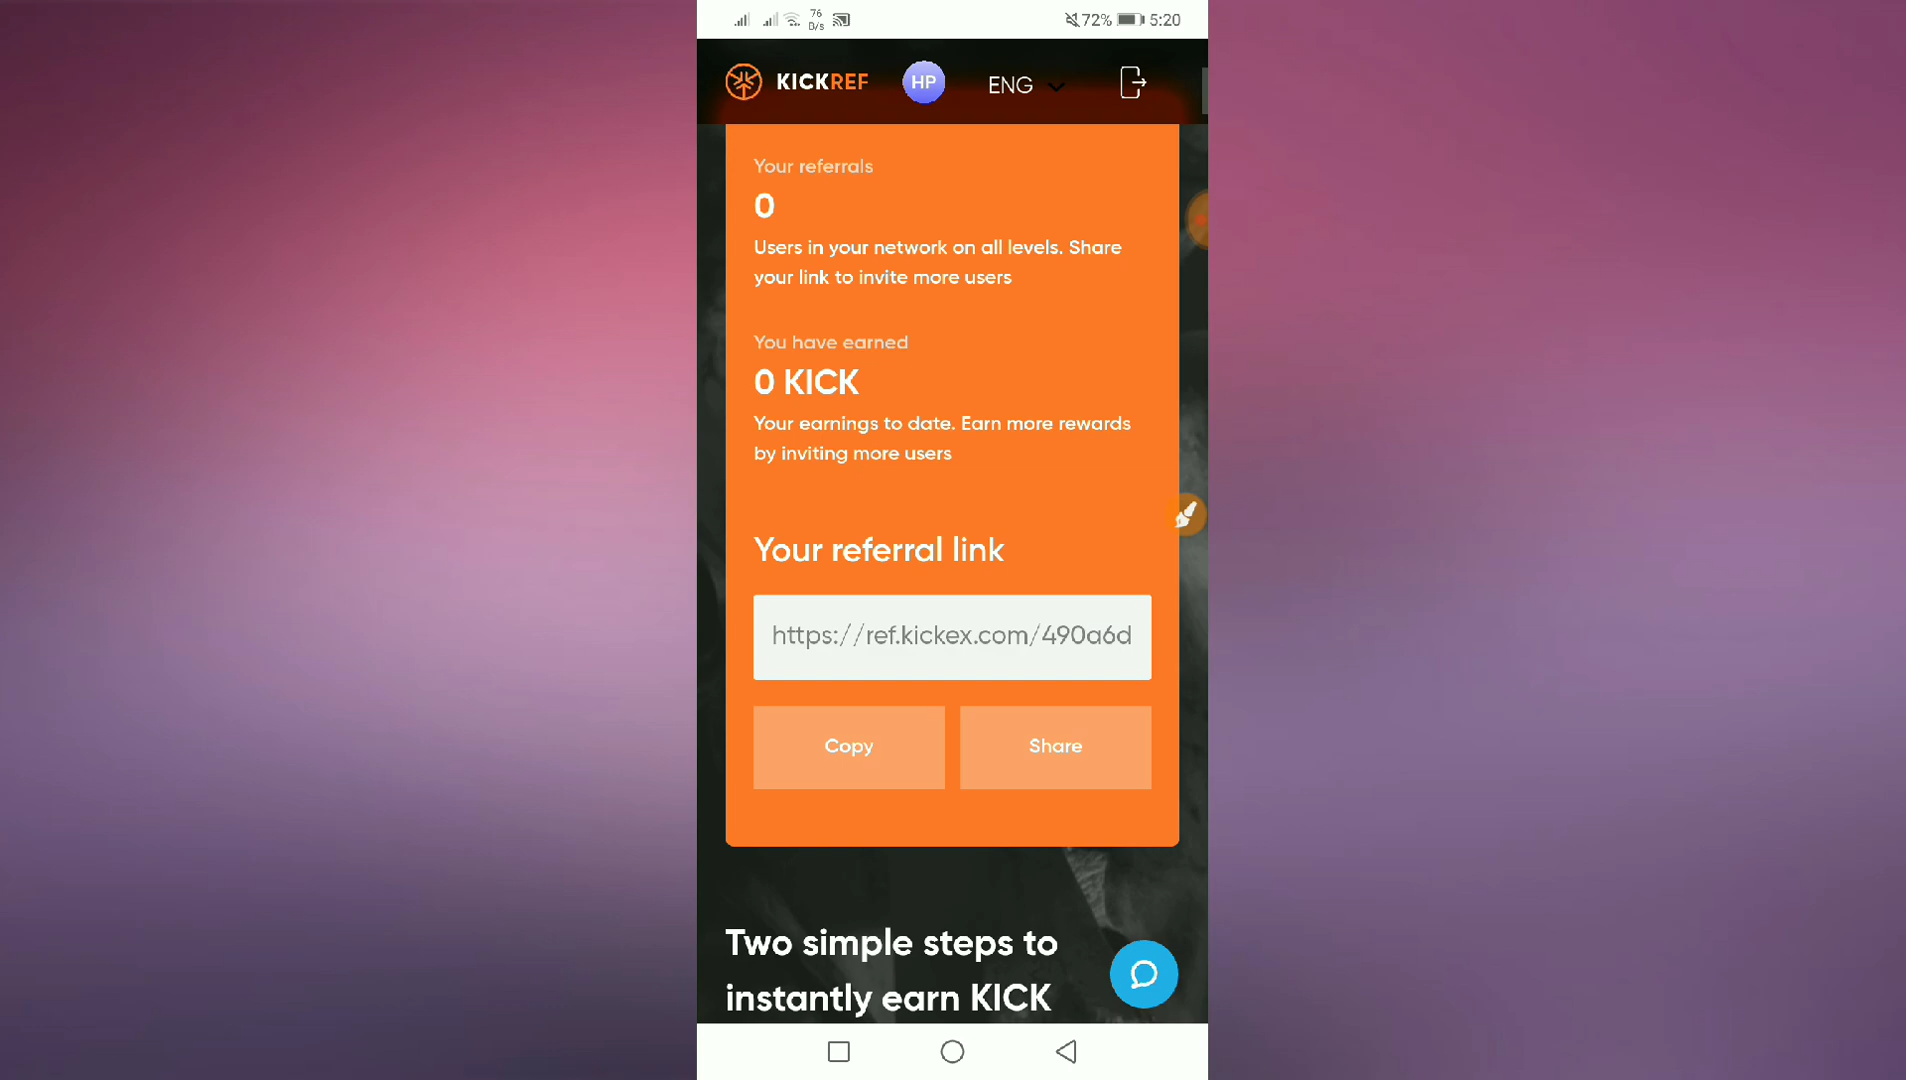 76 B/s 72% 5:20
KICKREF HP ENG
Your referrals
0
Users in your network on all levels. Share
your link to invite more users
You have earned
0 KICK
Your earnings to date. Earn more rewards
by inviting more users
Your referral link
https://ref.kickex.com/490a6d
Copy Share
Two simple steps to
instantly earn KICK